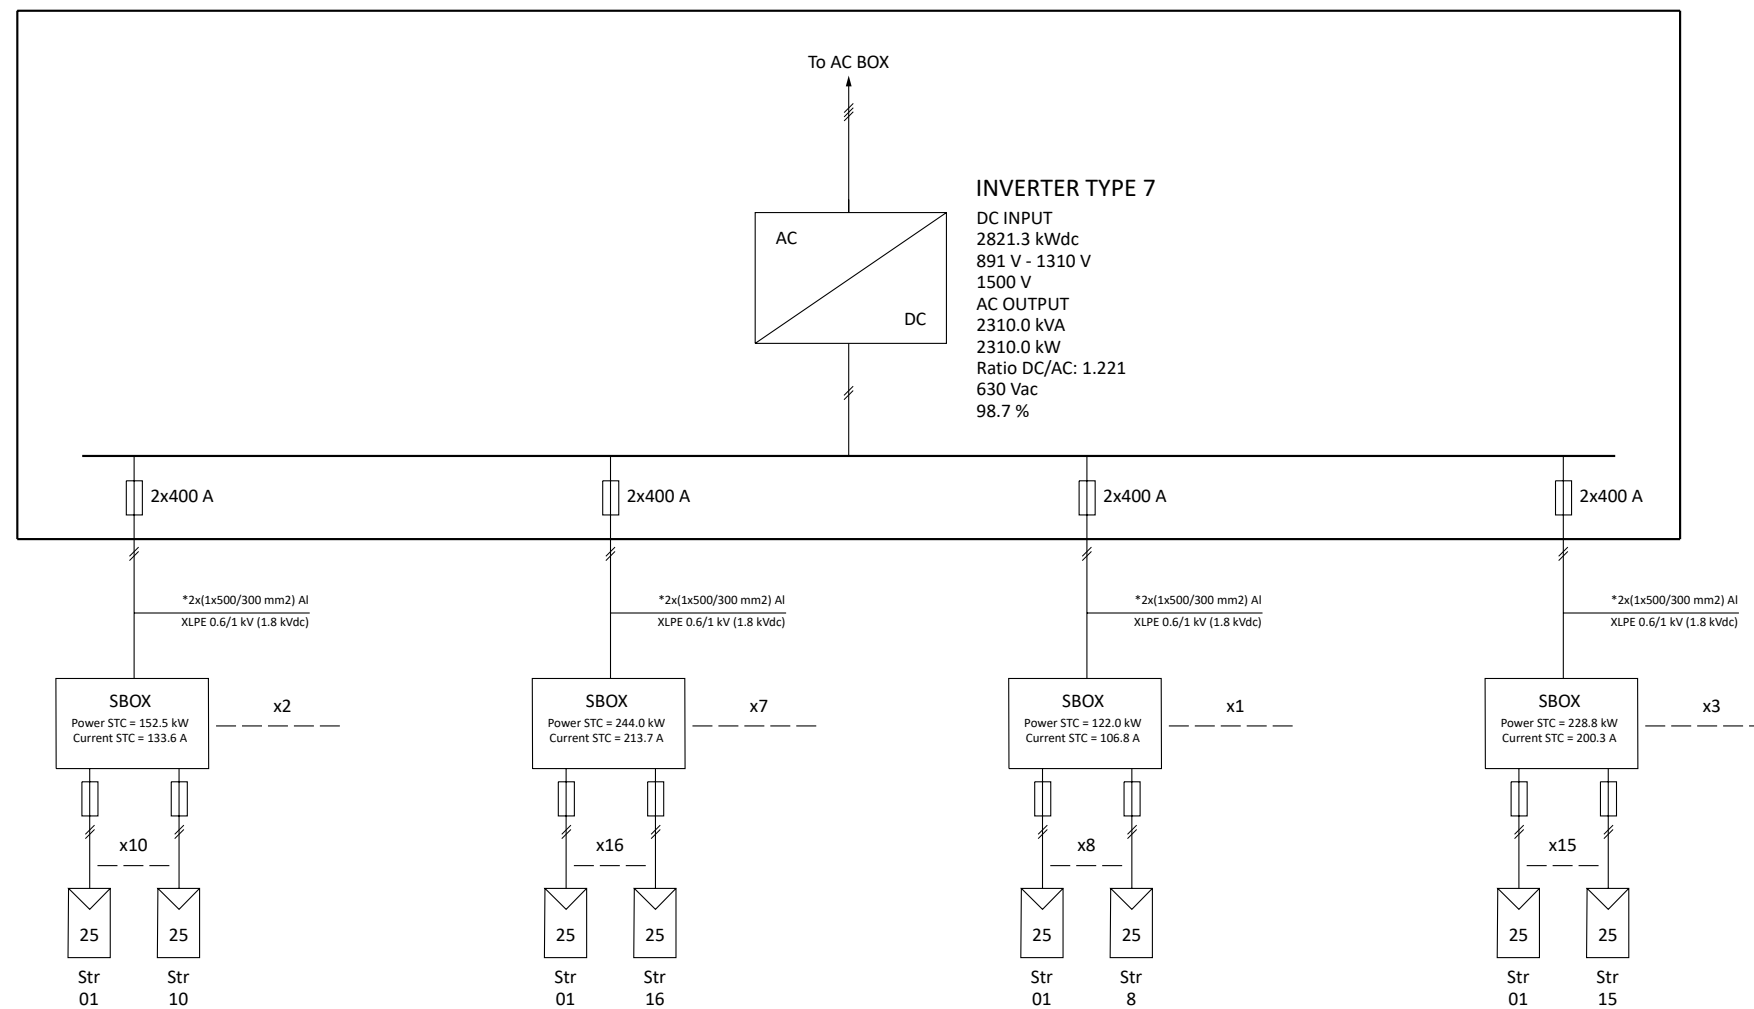 To AC BOX
INVERTER TYPE 7
DC INPUT
2821.3 kWdc
891 V - 1310 V
1500 V
AC OUTPUT
2310.0 kVA
2310.0 kW
Ratio DC/AC: 1.221
630 Vac
98.7 %
AC
DC
2x400 A
2x400 A
2x400 A
2x400 A
*2x(1x500/300 mm2) Al
XLPE 0.6/1 kV (1.8 kVdc)
*2x(1x500/300 mm2) Al
XLPE 0.6/1 kV (1.8 kVdc)
*2x(1x500/300 mm2) Al
XLPE 0.6/1 kV (1.8 kVdc)
*2x(1x500/300 mm2) Al
XLPE 0.6/1 kV (1.8 kVdc)
SBOX
Power STC = 152.5 kW
Current STC = 133.6 A
x2
SBOX
Power STC = 244.0 kW
Current STC = 213.7 A
x7
SBOX
Power STC = 122.0 kW
Current STC = 106.8 A
x1
SBOX
Power STC = 228.8 kW
Current STC = 200.3 A
x3
x10
x16
x8
x15
25
25
25
25
25
25
25
25
Str
01
Str
10
Str
01
Str
16
Str
01
Str
8
Str
01
Str
15